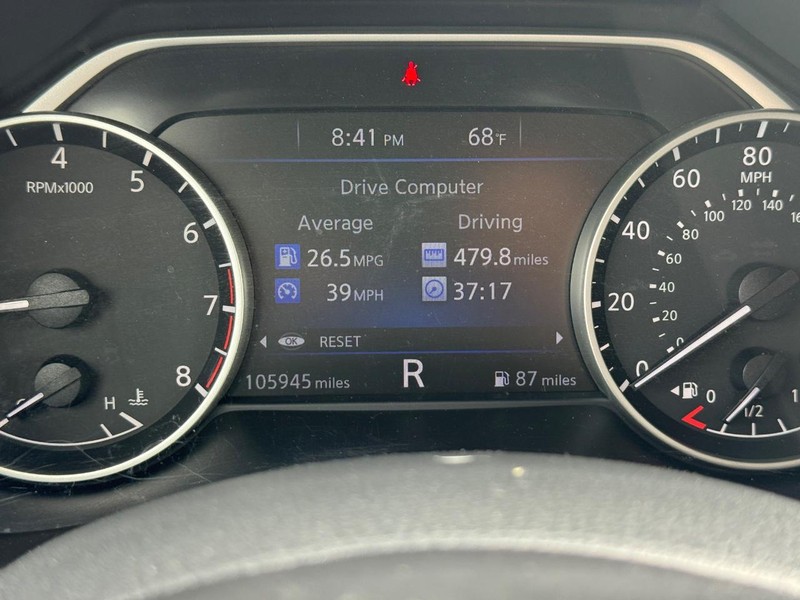 8:41 PM 68°F
Drive Computer
Average Driving
26.5 MPG 479.8 miles
39 MPH 37:17
OK RESET
105945 miles R 87 miles
4
5
6
7
8
RPMx1000
H
0
20
40
60
80
MPH
0
20
40
60
80
100
120
140
0
1/2
1